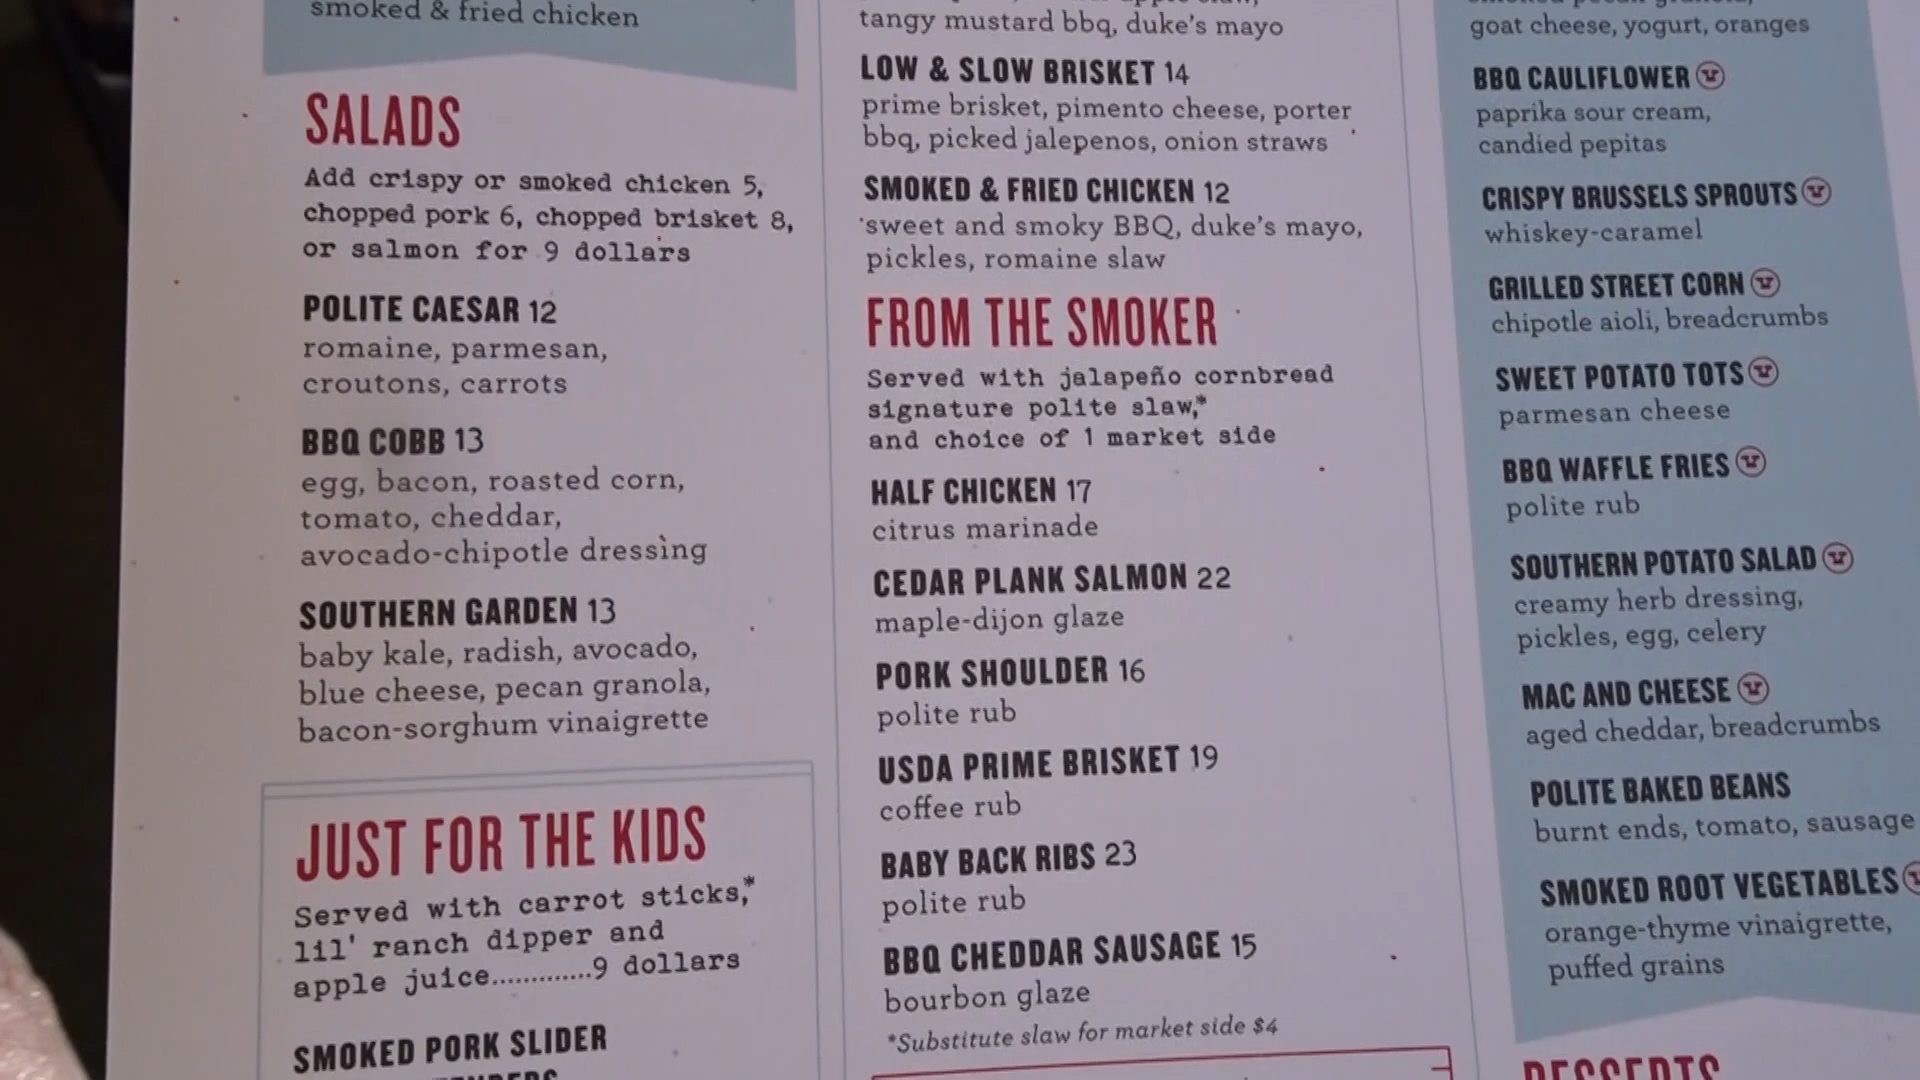 smoked & fried chicken
SALADS
Add crispy or smoked chicken 5,
chopped pork 6, chopped brisket 8,
or salmon for 9 dollars
POLITE CAESAR 12
romaine, parmesan,
croutons, carrots
BBQ COBB 13
egg, bacon, roasted corn,
tomato, cheddar,
avocado-chipotle dressing
SOUTHERN GARDEN 13
baby kale, radish, avocado,
blue cheese, pecan granola,
bacon-sorghum vinaigrette
JUST FOR THE KIDS
Served with carrot sticks,*
lil' ranch dipper and
apple juice.............9 dollars
SMOKED PORK SLIDER
tangy mustard bbq, duke's mayo
LOW & SLOW BRISKET 14
prime brisket, pimento cheese, porter
bbq, picked jalepenos, onion straws
SMOKED & FRIED CHICKEN 12
sweet and smoky BBQ, duke's mayo,
pickles, romaine slaw
FROM THE SMOKER
Served with jalapeño cornbread
signature polite slaw,*
and choice of 1 market side
HALF CHICKEN 17
citrus marinade
CEDAR PLANK SALMON 22
maple-dijon glaze
PORK SHOULDER 16
polite rub
USDA PRIME BRISKET 19
coffee rub
BABY BACK RIBS 23
polite rub
BBQ CHEDDAR SAUSAGE 15
bourbon glaze
*Substitute slaw for market side $4
goat cheese, yogurt, oranges
BBQ CAULIFLOWER
paprika sour cream,
candied pepitas
CRISPY BRUSSELS SPROUTS
whiskey-caramel
GRILLED STREET CORN
chipotle aioli, breadcrumbs
SWEET POTATO TOTS
parmesan cheese
BBQ WAFFLE FRIES
polite rub
SOUTHERN POTATO SALAD
creamy herb dressing,
pickles, egg, celery
MAC AND CHEESE
aged cheddar, breadcrumbs
POLITE BAKED BEANS
burnt ends, tomato, sausage
SMOKED ROOT VEGETABLES
orange-thyme vinaigrette,
puffed grains
DESSERTS